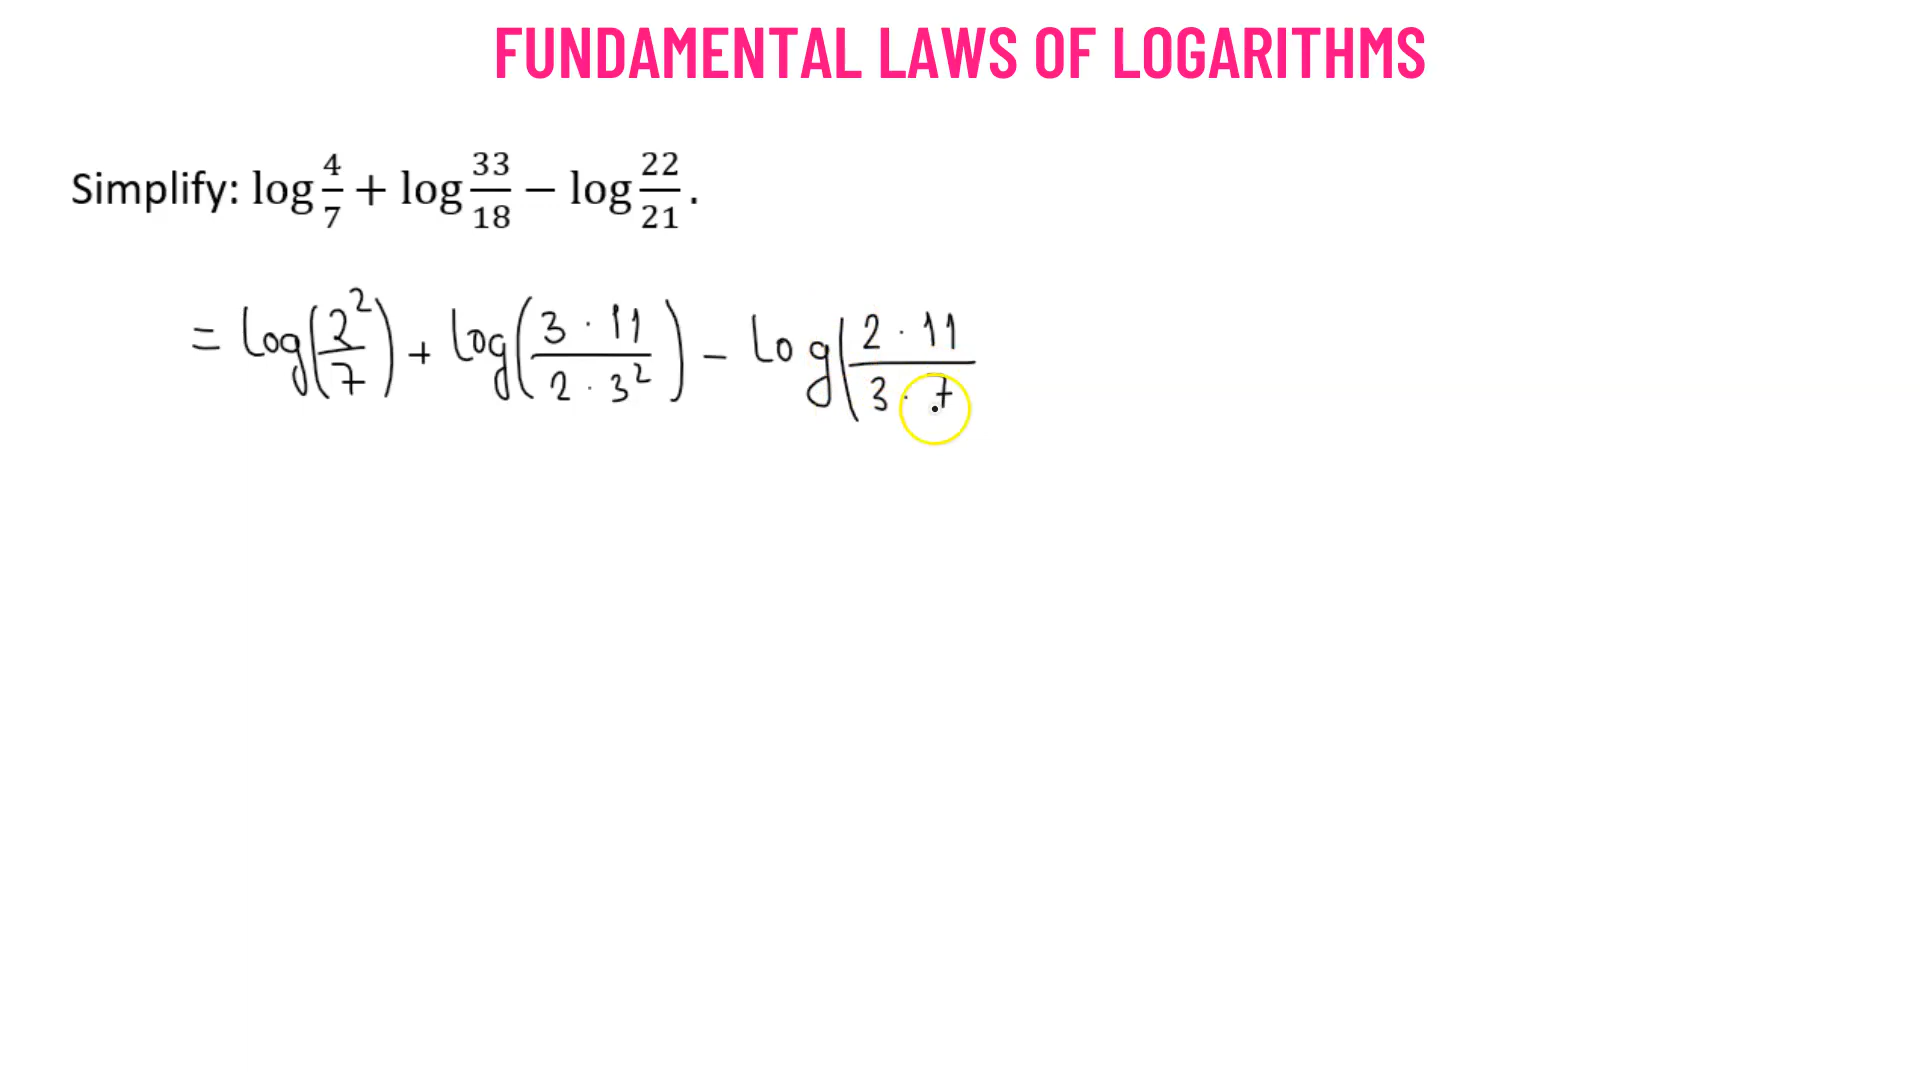 FUNDAMENTAL LAWS OF LOGARITHMS
Simplify: log 4/7 + log 33/18 − log 22/21.
= log(2²/7) + log(3 · 11 / 2 · 3²) − log(2 · 11 / 3 · 7